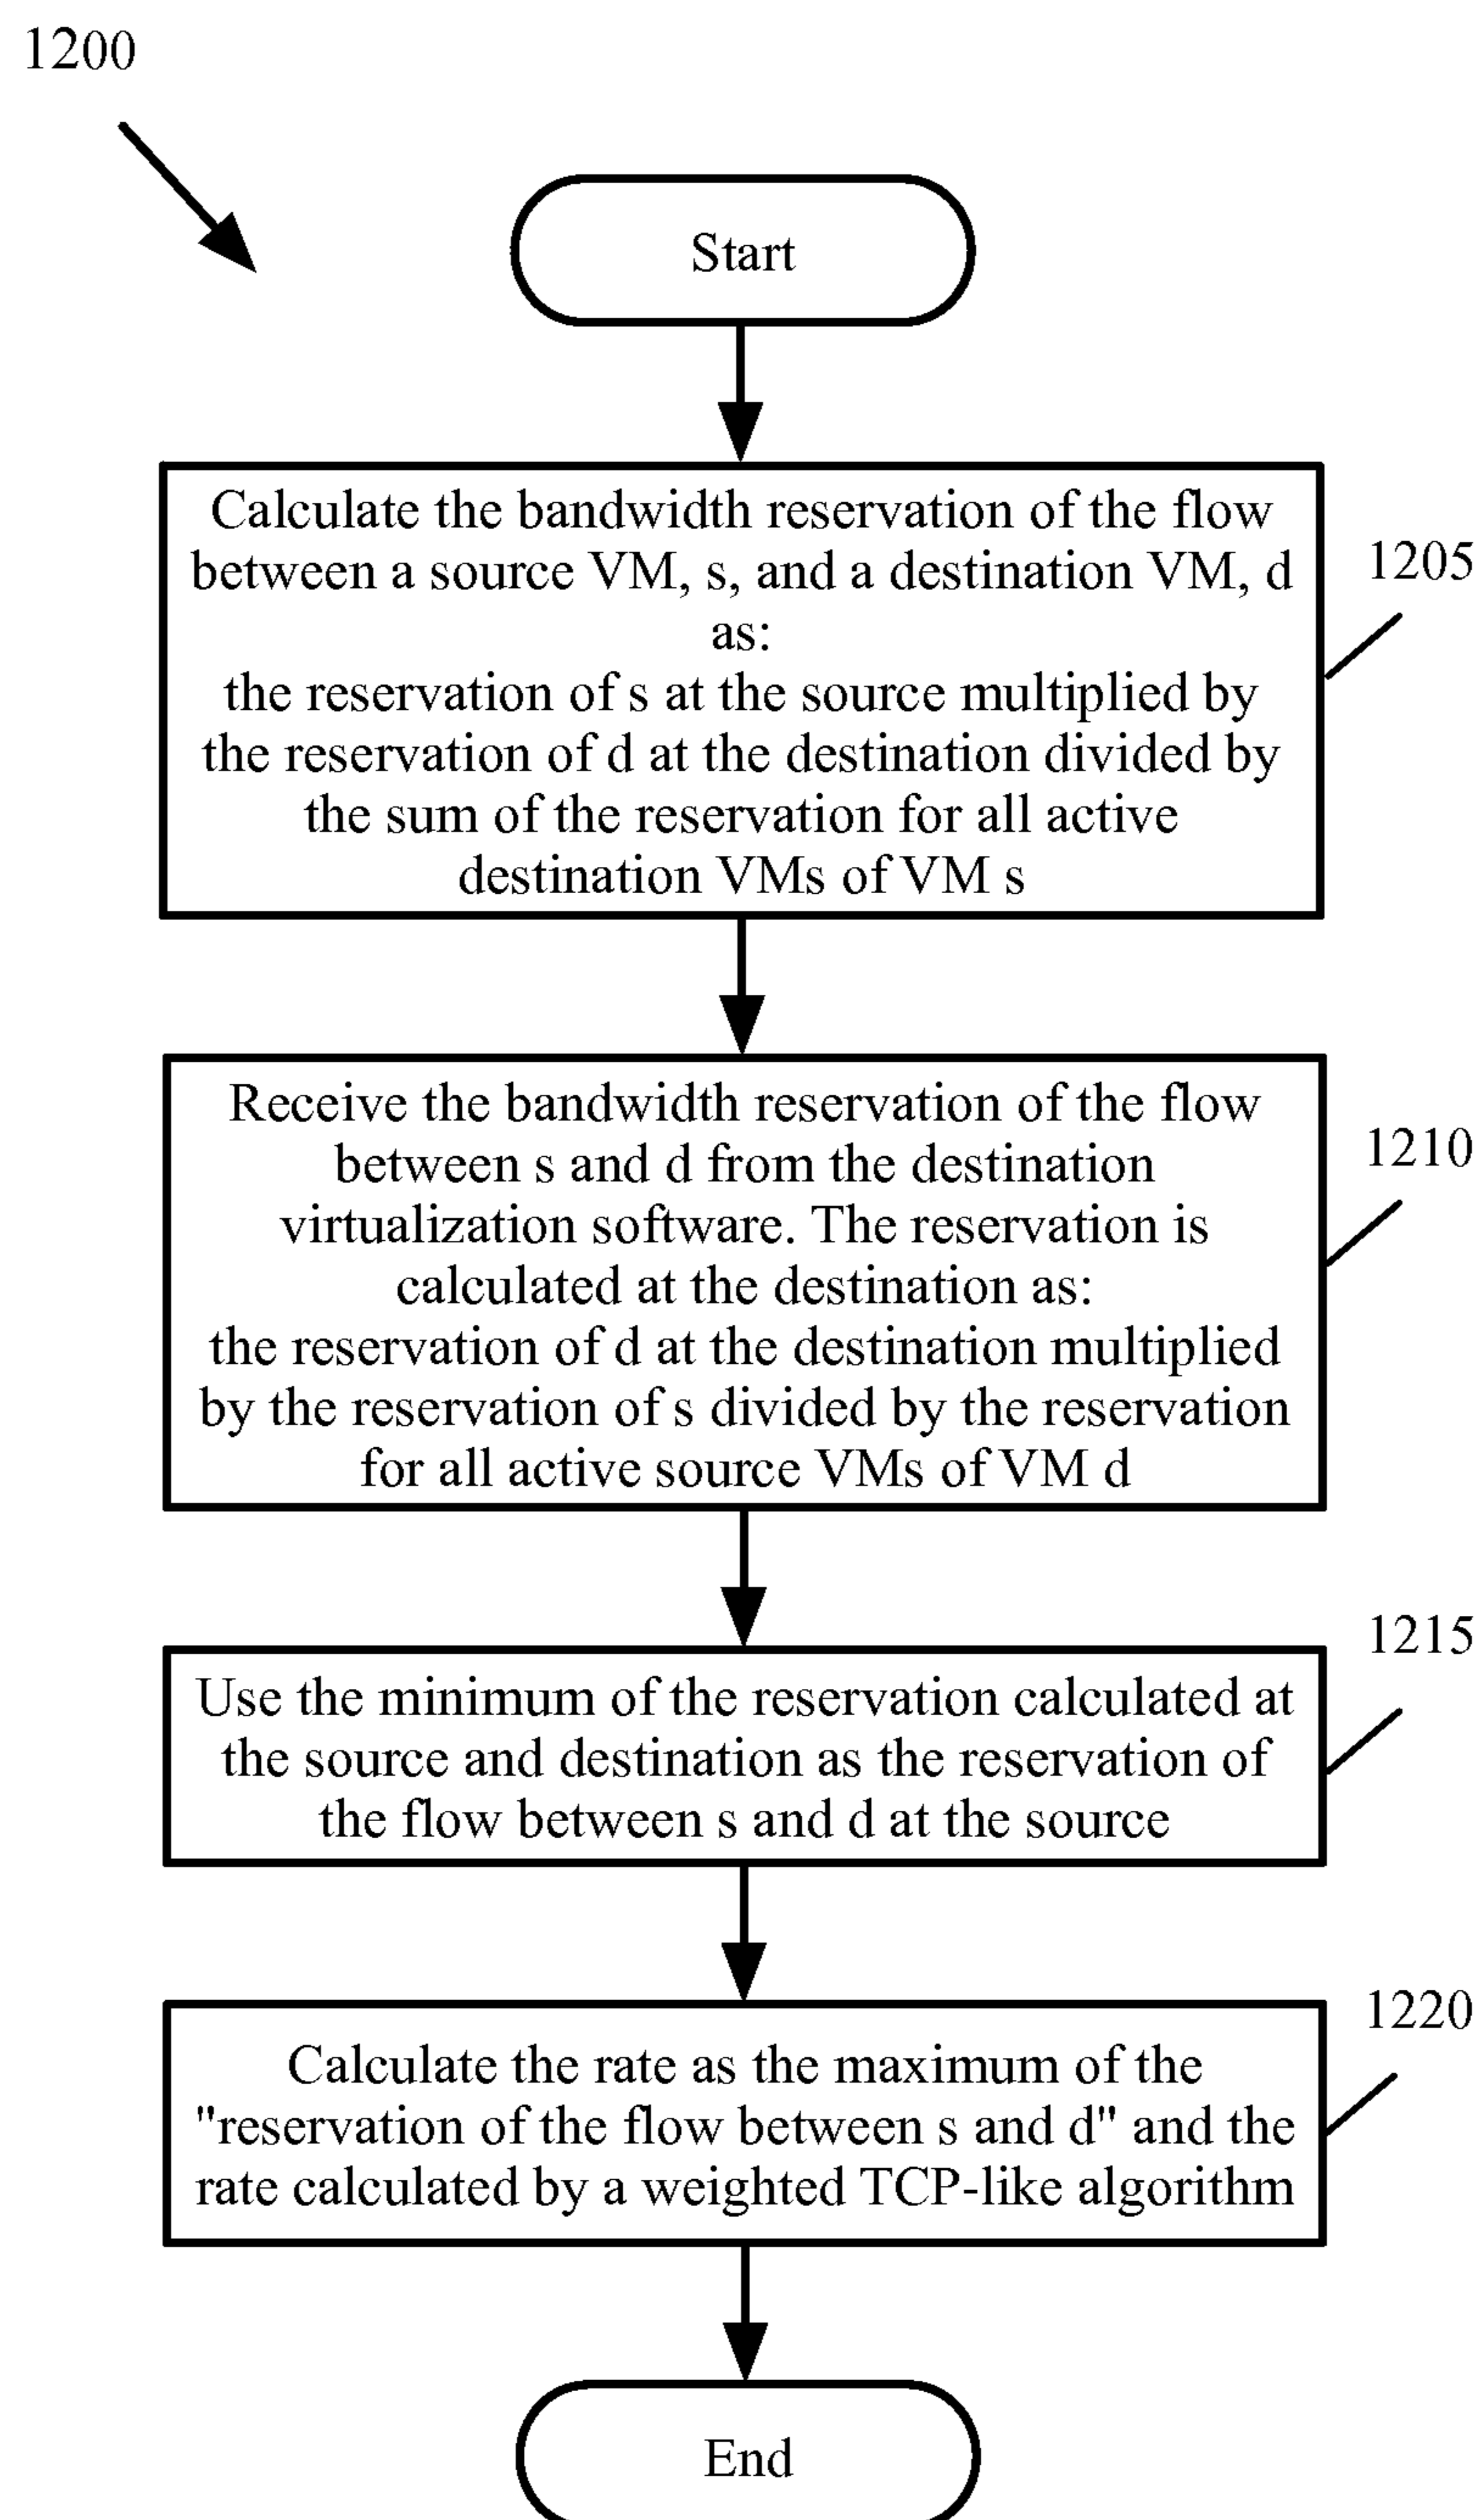 1200
Start
Calculate the bandwidth reservation of the flow
between a source VM, s, and a destination VM, d
as:
the reservation of s at the source multiplied by
the reservation of d at the destination divided by
the sum of the reservation for all active
destination VMs of VM s
1205
Receive the bandwidth reservation of the flow
between s and d from the destination
virtualization software. The reservation is
calculated at the destination as:
the reservation of d at the destination multiplied
by the reservation of s divided by the reservation
for all active source VMs of VM d
1210
Use the minimum of the reservation calculated at
the source and destination as the reservation of
the flow between s and d at the source
1215
Calculate the rate as the maximum of the
"reservation of the flow between s and d" and the
rate calculated by a weighted TCP-like algorithm
1220
End